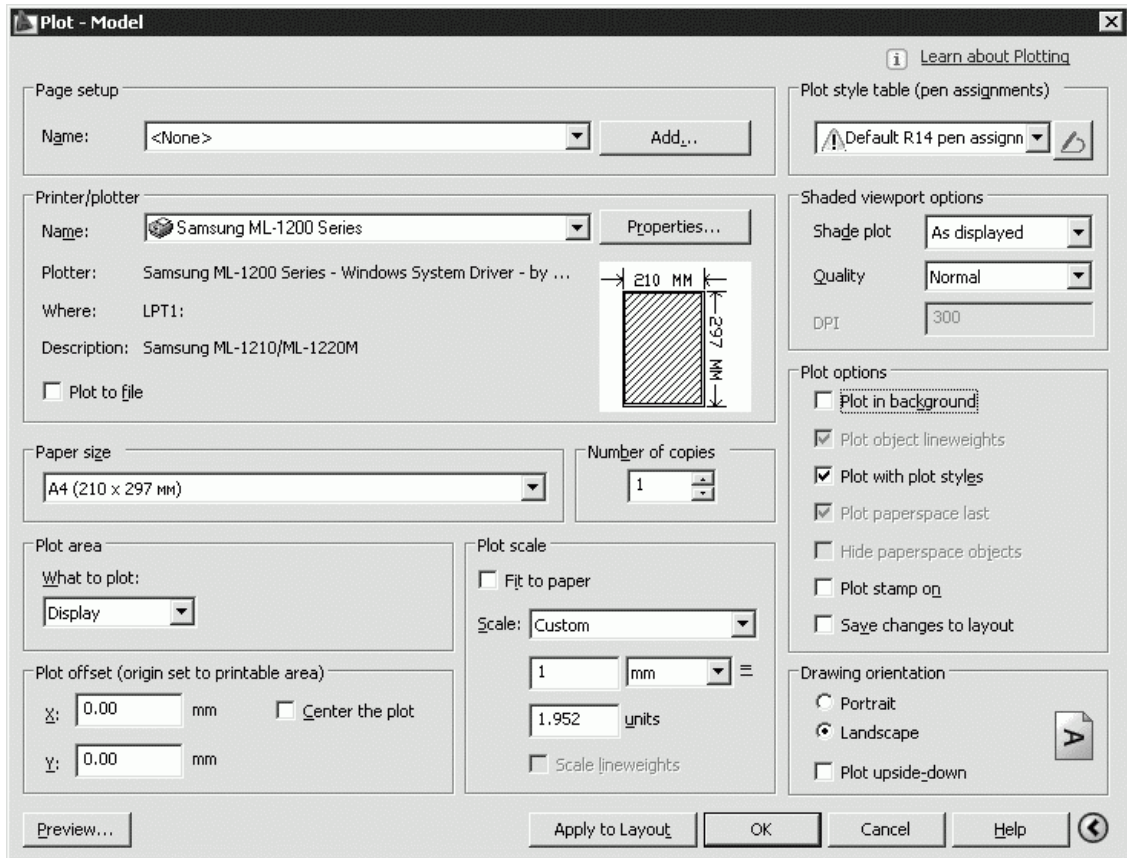 Plot - Model
Learn about Plotting
Page setup
Name: <None> Add...
Plot style table (pen assignments)
Default R14 pen assignn
Printer/plotter
Name: Samsung ML-1200 Series Properties...
Plotter: Samsung ML-1200 Series - Windows System Driver - by ...
Where: LPT1:
Description: Samsung ML-1210/ML-1220M
Plot to file
210 MM
297 MM
Shaded viewport options
Shade plot As displayed
Quality Normal
DPI 300
Paper size
A4 (210 x 297 мм)
Number of copies
1
Plot options
Plot in background
Plot object lineweights
Plot with plot styles
Plot paperspace last
Hide paperspace objects
Plot stamp on
Save changes to layout
Plot area
What to plot:
Display
Plot scale
Fit to paper
Scale: Custom
1 mm =
1.952 units
Scale lineweights
Plot offset (origin set to printable area)
X: 0.00 mm Center the plot
Y: 0.00 mm
Drawing orientation
Portrait
Landscape
Plot upside-down
A
Preview... Apply to Layout OK Cancel Help